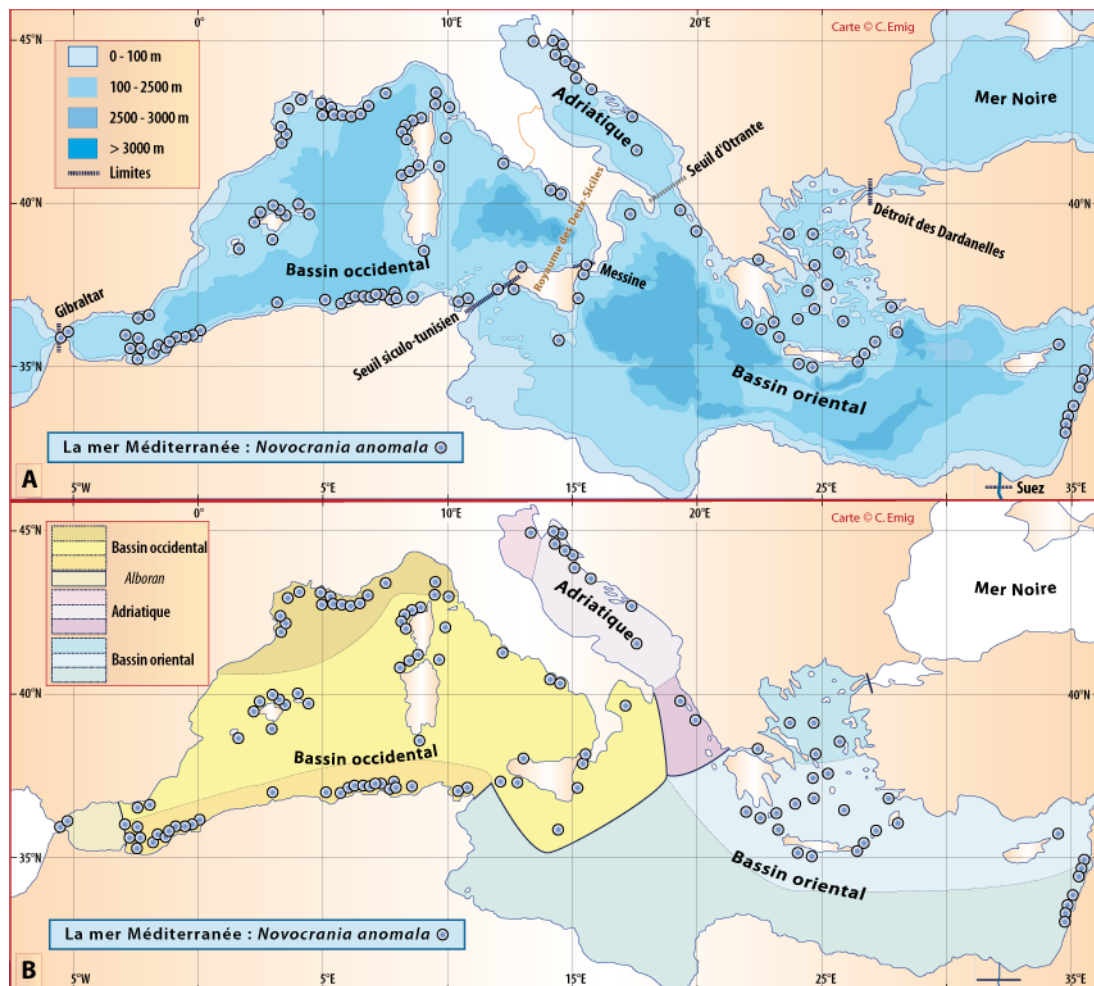 Carte © C. Emig
45°N
0°
5°E
10°E
0 - 100 m
100 - 2500 m
2500 - 3000 m
> 3000 m
Limites
Adriatique
Mer Noire
Seuil d'Otrante
40°N
40°N
Détroit des Dardanelles
Royaume des Deux-Siciles
Bassin occidental
Messine
Gibraltar
Seuil siculo-tunisien
35°N
Bassin oriental
La mer Méditerranée : Novocrania anomala
A
5°W
0°
5°E
10°E
15°E
20°E
25°E
Suez
35°E
Carte © C. Emig
45°N
0°
5°E
10°E
Bassin occidental
Alboran
Adriatique
Bassin oriental
Adriatique
Mer Noire
40°N
40°N
Bassin occidental
35°N
35°N
Bassin oriental
La mer Méditerranée : Novocrania anomala
B
5°W
15°E
25°E
35°E